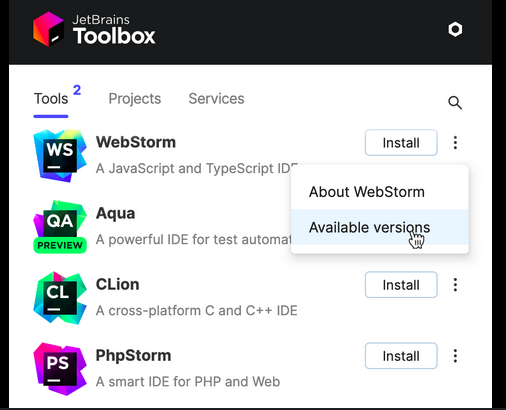 JetBrains
Toolbox
Tools 2 Projects Services
WS
WebStorm
Install
A JavaScript and TypeScript IDE
About WebStorm
Available versions
QA
PREVIEW
Aqua
A powerful IDE for test automat
CL
CLion
Install
A cross-platform C and C++ IDE
PS
PhpStorm
Install
A smart IDE for PHP and Web